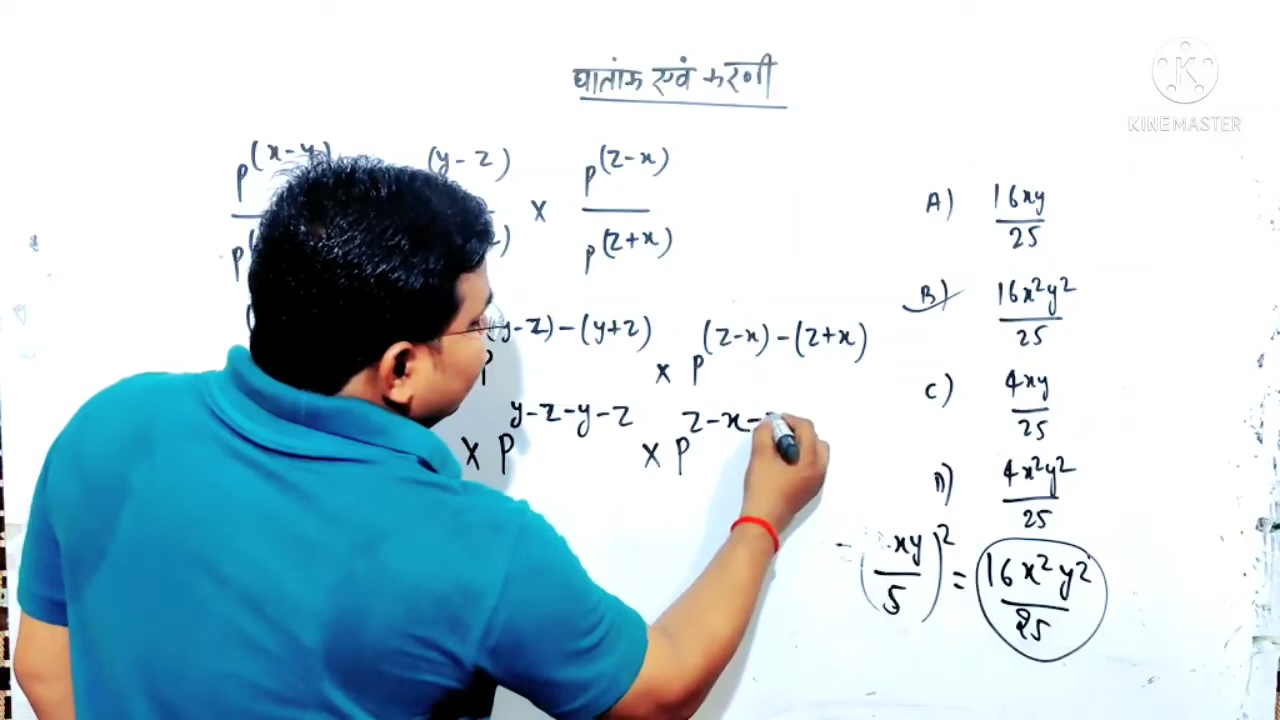 घातांक एवं करणी
KINEMASTER
p^(x-y) (y-z) × p^(z-x)
p^( ) p^(z+x)
(y-z)-(y+z) × p^(z-x)-(z+x)
× p^y-z-y-z × p^z-x-
A) 16xy/25
B) 16x²y²/25
C) 4xy/25
D) 4x²y²/25
(xy/5)² = 16x²y²/25